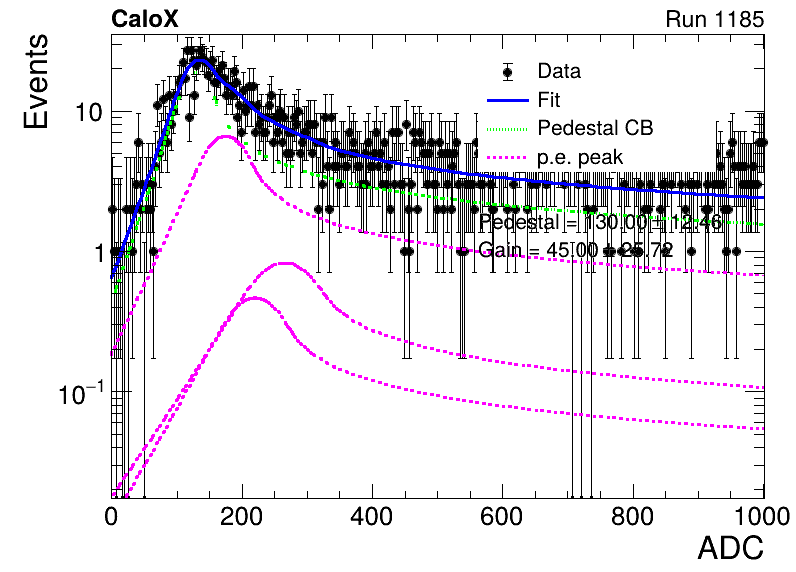 CaloX Run 1185
Events
Data
Fit
Pedestal CB
p.e. peak
Pedestal = 130.00 ± 12.46
Gain = 45.00 ± 25.72
10
1
10⁻¹
0 200 400 600 800 1000
ADC